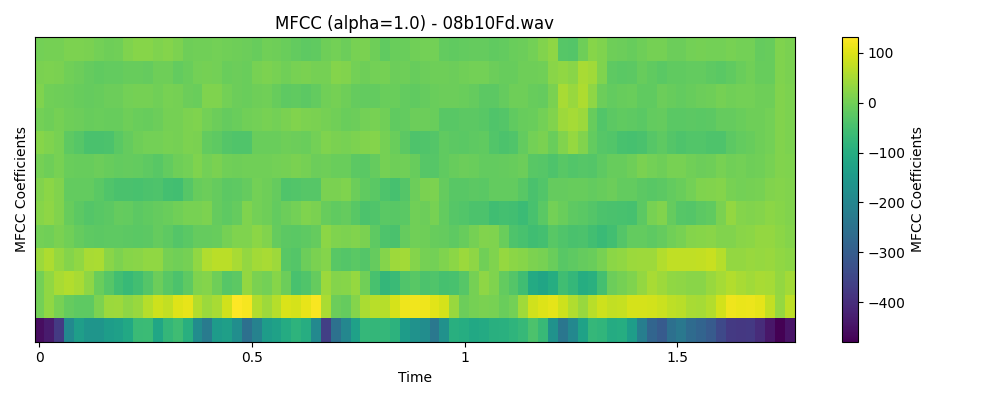 MFCC (alpha=1.0) - 08b10Fd.wav
MFCC Coefficients
0
0.5
1
1.5
Time
100
0
−100
−200
−300
−400
MFCC Coefficients